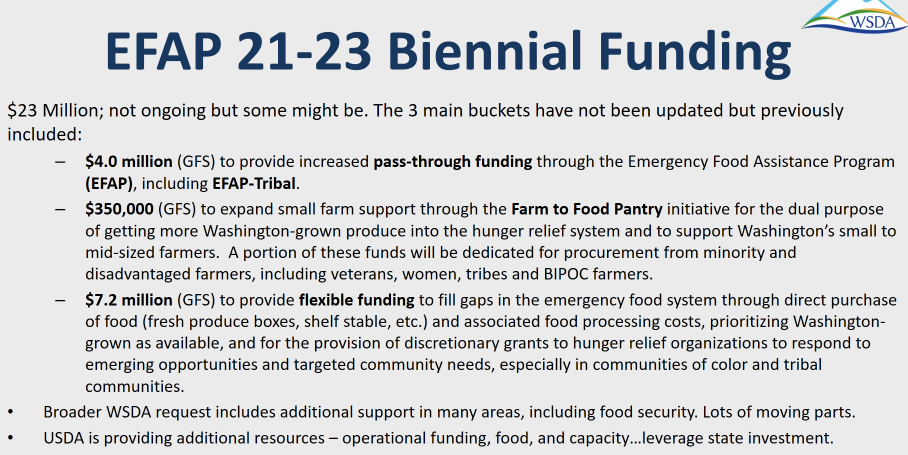 WSDA
EFAP 21-23 Biennial Funding
$23 Million; not ongoing but some might be. The 3 main buckets have not been updated but previously
included:
– $4.0 million (GFS) to provide increased pass-through funding through the Emergency Food Assistance Program
(EFAP), including EFAP-Tribal.
– $350,000 (GFS) to expand small farm support through the Farm to Food Pantry initiative for the dual purpose
of getting more Washington-grown produce into the hunger relief system and to support Washington's small to
mid-sized farmers. A portion of these funds will be dedicated for procurement from minority and
disadvantaged farmers, including veterans, women, tribes and BIPOC farmers.
– $7.2 million (GFS) to provide flexible funding to fill gaps in the emergency food system through direct purchase
of food (fresh produce boxes, shelf stable, etc.) and associated food processing costs, prioritizing Washington-
grown as available, and for the provision of discretionary grants to hunger relief organizations to respond to
emerging opportunities and targeted community needs, especially in communities of color and tribal
communities.
• Broader WSDA request includes additional support in many areas, including food security. Lots of moving parts.
• USDA is providing additional resources – operational funding, food, and capacity…leverage state investment.